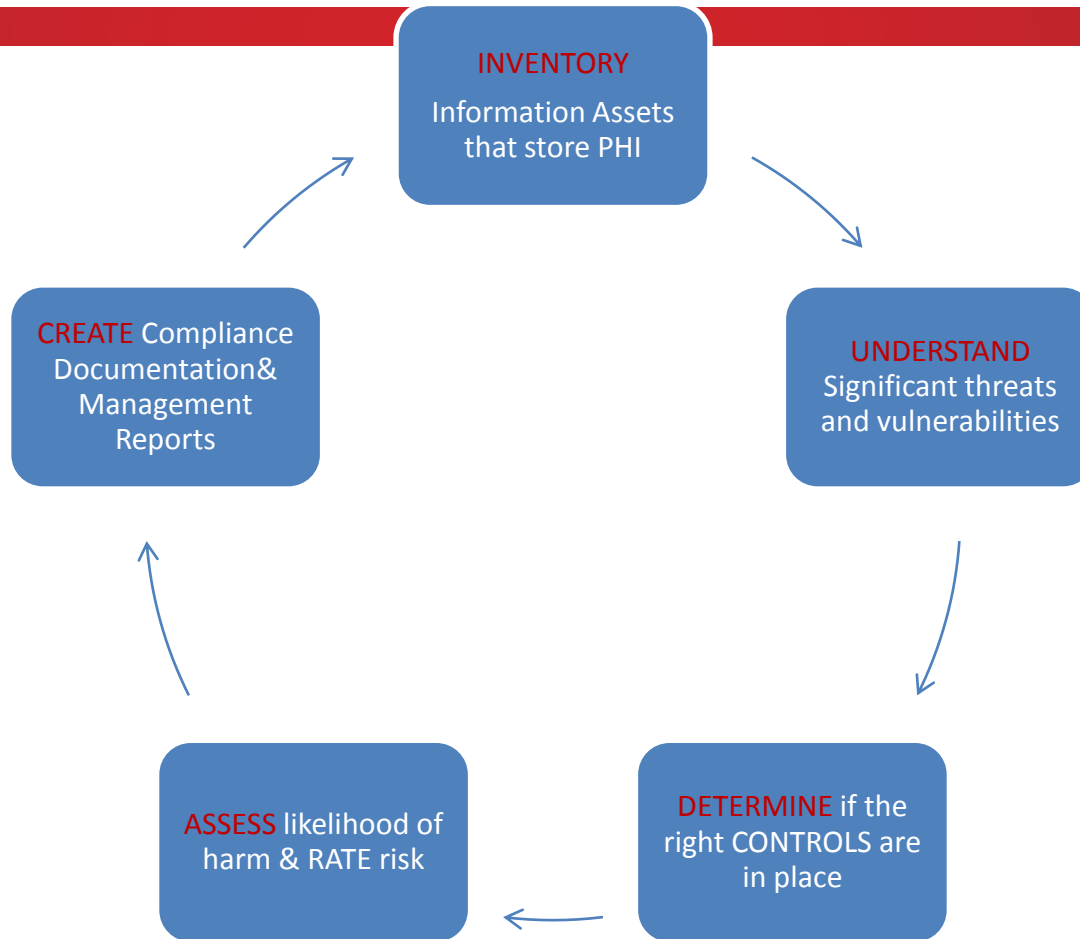 INVENTORY
Information Assets
that store PHI
UNDERSTAND
Significant threats
and vulnerabilities
DETERMINE if the
right CONTROLS are
in place
ASSESS likelihood of
harm & RATE risk
CREATE Compliance
Documentation&
Management
Reports